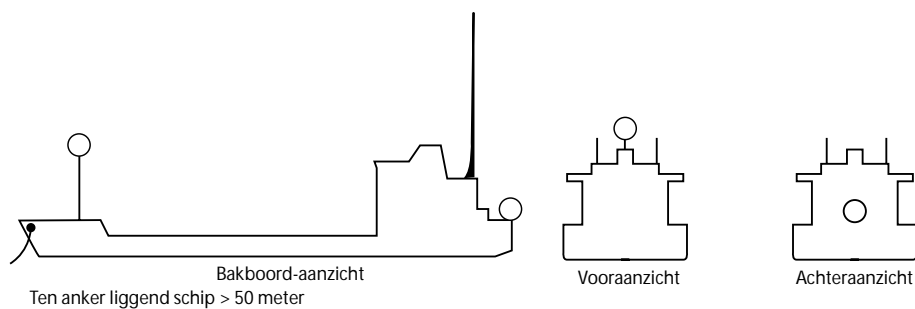 Bakboord-aanzicht
Vooraanzicht
Achteraanzicht
Ten anker liggend schip > 50 meter